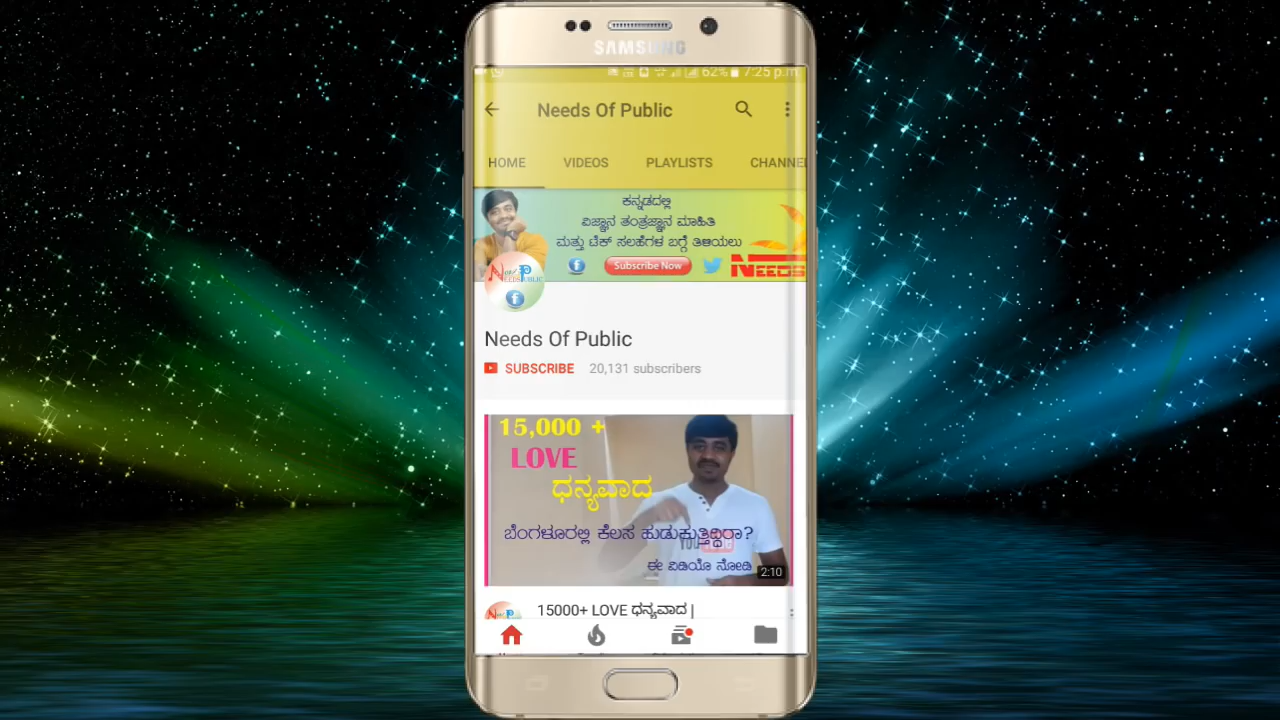 SAMSUNG
62% 7:25 p.m.
Needs Of Public
HOME VIDEOS PLAYLISTS CHANNEL
ಕನ್ನಡದಲ್ಲಿ
ವಿಜ್ಞಾನ ತಂತ್ರಜ್ಞಾನ ಮಾಹಿತಿ
ಮತ್ತು ಟೆಕ್ ಸಲಹೆಗಳ ಬಗ್ಗೆ ತಿಳಿಯಲು
Subscribe Now NEEDS
Needs Of Public
SUBSCRIBE 20,131 subscribers
15,000 +
LOVE
ಧನ್ಯವಾದ
ಬೆಂಗಳೂರಲ್ಲಿ ಕೆಲಸ ಹುಡುಕುತ್ತಿದ್ದಿರಾ?
ಈ ವಿಡಿಯೊ ನೋಡಿ
2:10
15000+ LOVE ಧನ್ಯವಾದ |